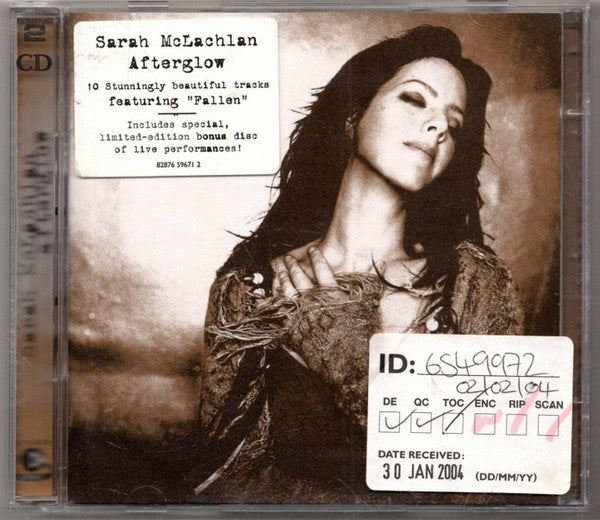 2
CD
Sarah McLachlan
Afterglow
10 Stunningly beautiful tracks
featuring "Fallen"
Includes special,
limited-edition bonus disc
of live performances!
82876 59671 2
ID: 6549972
02/02/04
DE QC TOC ENC RIP SCAN
DATE RECEIVED:
30 JAN 2004 (DD/MM/YY)